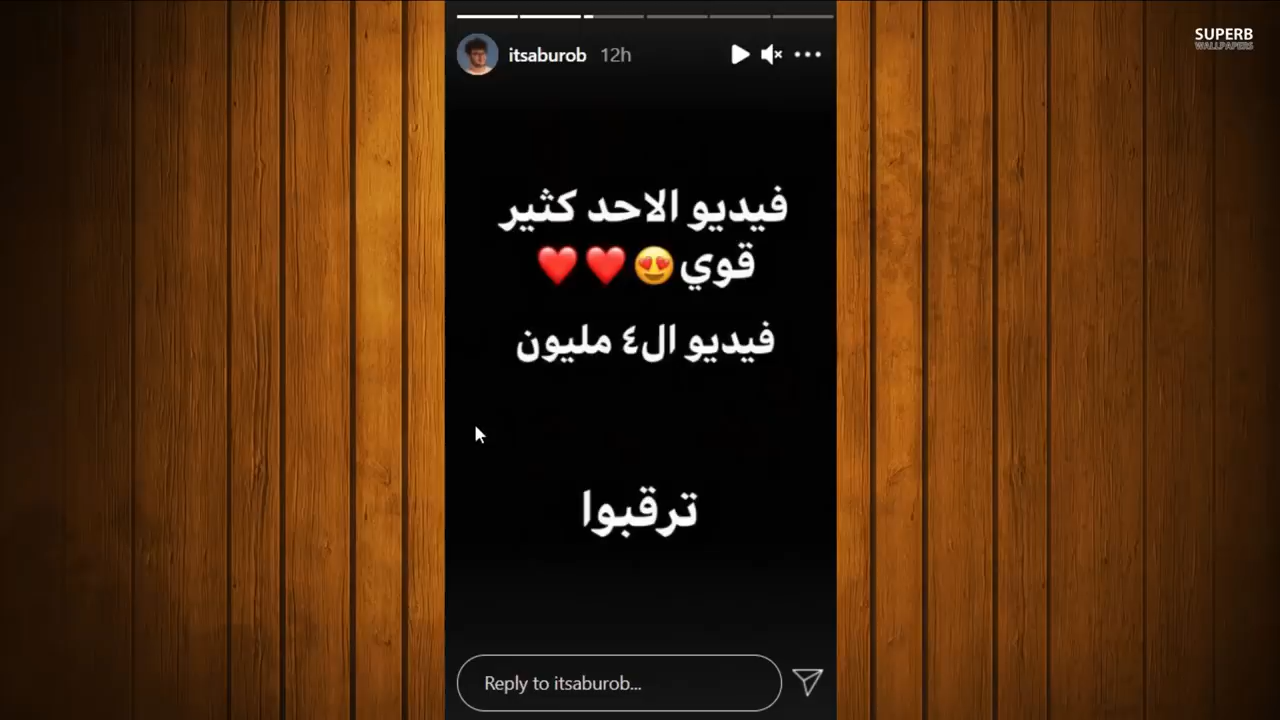 SUPERB
WALLPAPERS
itsaburob 12h
فيديو الاحد كثير
قوي😍❤️❤️
فيديو ال٤ مليون
ترقبوا
Reply to itsaburob...